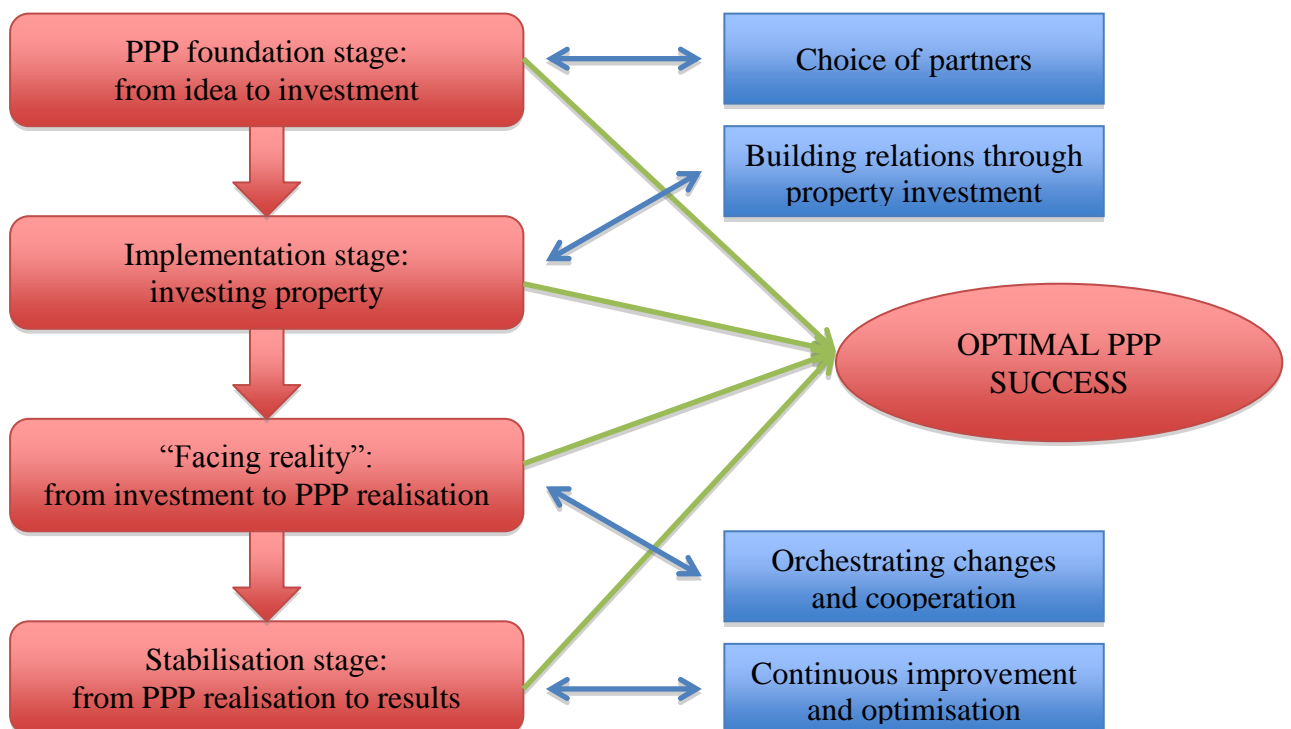 PPP foundation stage:
from idea to investment
Choice of partners
Building relations through
property investment
Implementation stage:
investing property
OPTIMAL PPP
SUCCESS
“Facing reality”:
from investment to PPP realisation
Orchestrating changes
and cooperation
Stabilisation stage:
from PPP realisation to results
Continuous improvement
and optimisation